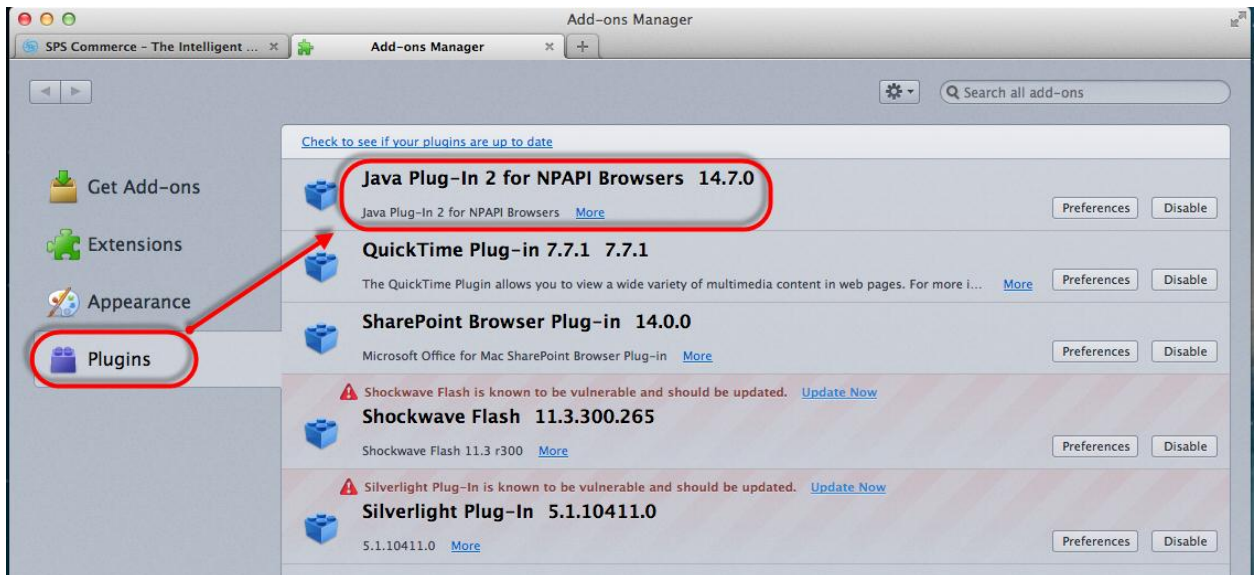 Add-ons Manager
SPS Commerce – The Intelligent ...
Add-ons Manager
Search all add-ons
Check to see if your plugins are up to date
Get Add-ons
Extensions
Appearance
Plugins
Java Plug-In 2 for NPAPI Browsers 14.7.0
Java Plug-In 2 for NPAPI Browsers More
Preferences Disable
QuickTime Plug-in 7.7.1 7.7.1
The QuickTime Plugin allows you to view a wide variety of multimedia content in web pages. For more i... More
Preferences Disable
SharePoint Browser Plug-in 14.0.0
Microsoft Office for Mac SharePoint Browser Plug-in More
Preferences Disable
Shockwave Flash is known to be vulnerable and should be updated. Update Now
Shockwave Flash 11.3.300.265
Shockwave Flash 11.3 r300 More
Preferences Disable
Silverlight Plug-In is known to be vulnerable and should be updated. Update Now
Silverlight Plug-In 5.1.10411.0
5.1.10411.0 More
Preferences Disable